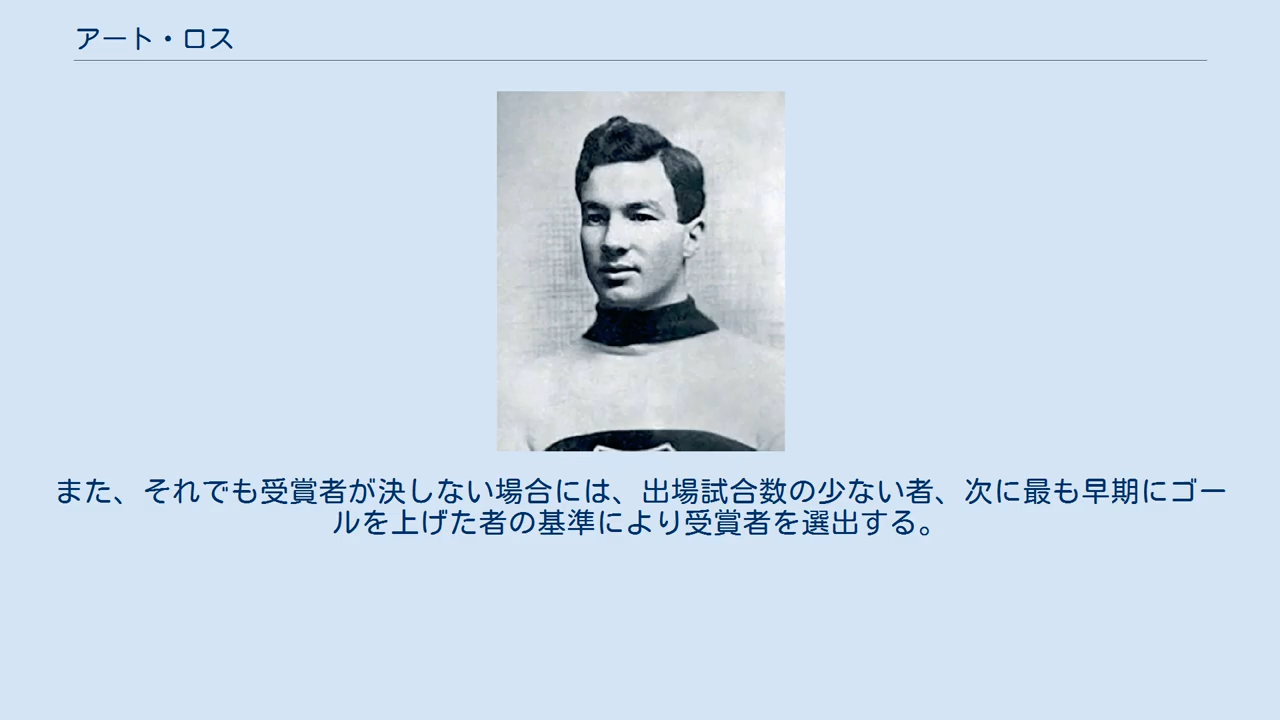 アート・ロス
また、それでも受賞者が決しない場合には、出場試合数の少ない者、次に最も早期にゴー
ルを上げた者の基準により受賞者を選出する。